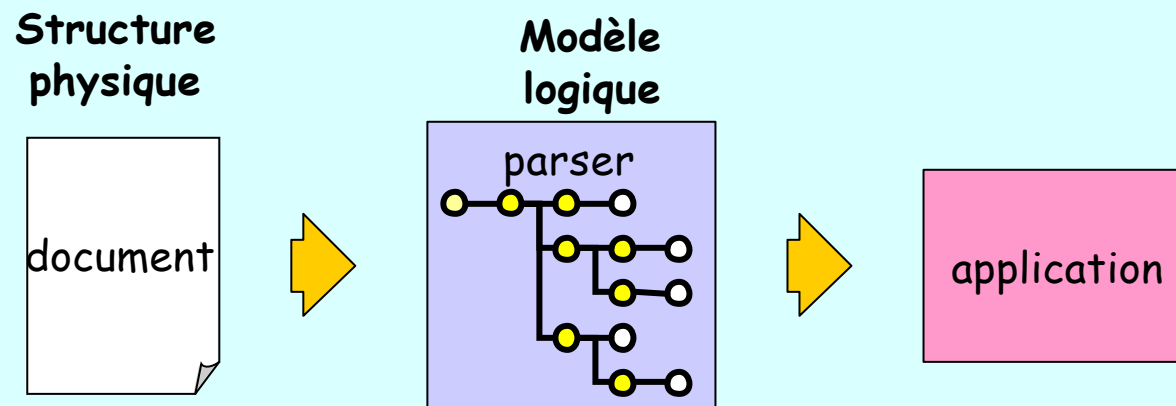 Structure
physique
Modèle
logique
document
parser
application